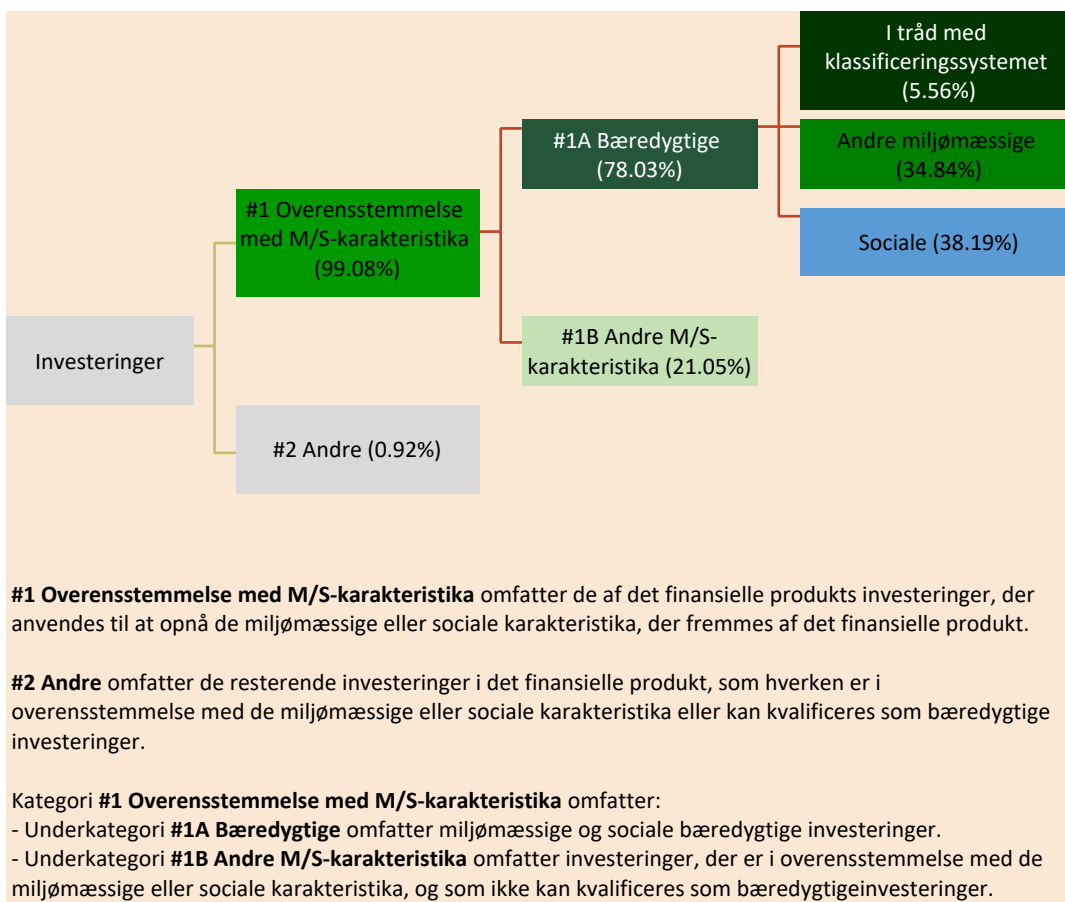 I tråd med
klassificeringssystemet
(5.56%)
#1A Bæredygtige
(78.03%)
Andre miljømæssige
(34.84%)
#1 Overensstemmelse
med M/S-karakteristika
(99.08%)
Sociale (38.19%)
Investeringer
#1B Andre M/S-
karakteristika (21.05%)
#2 Andre (0.92%)
#1 Overensstemmelse med M/S-karakteristika omfatter de af det finansielle produkts investeringer, der
anvendes til at opnå de miljømæssige eller sociale karakteristika, der fremmes af det finansielle produkt.
#2 Andre omfatter de resterende investeringer i det finansielle produkt, som hverken er i
overensstemmelse med de miljømæssige eller sociale karakteristika eller kan kvalificeres som bæredygtige
investeringer.
Kategori #1 Overensstemmelse med M/S-karakteristika omfatter:
- Underkategori #1A Bæredygtige omfatter miljømæssige og sociale bæredygtige investeringer.
- Underkategori #1B Andre M/S-karakteristika omfatter investeringer, der er i overensstemmelse med de
miljømæssige eller sociale karakteristika, og som ikke kan kvalificeres som bæredygtigeinvesteringer.